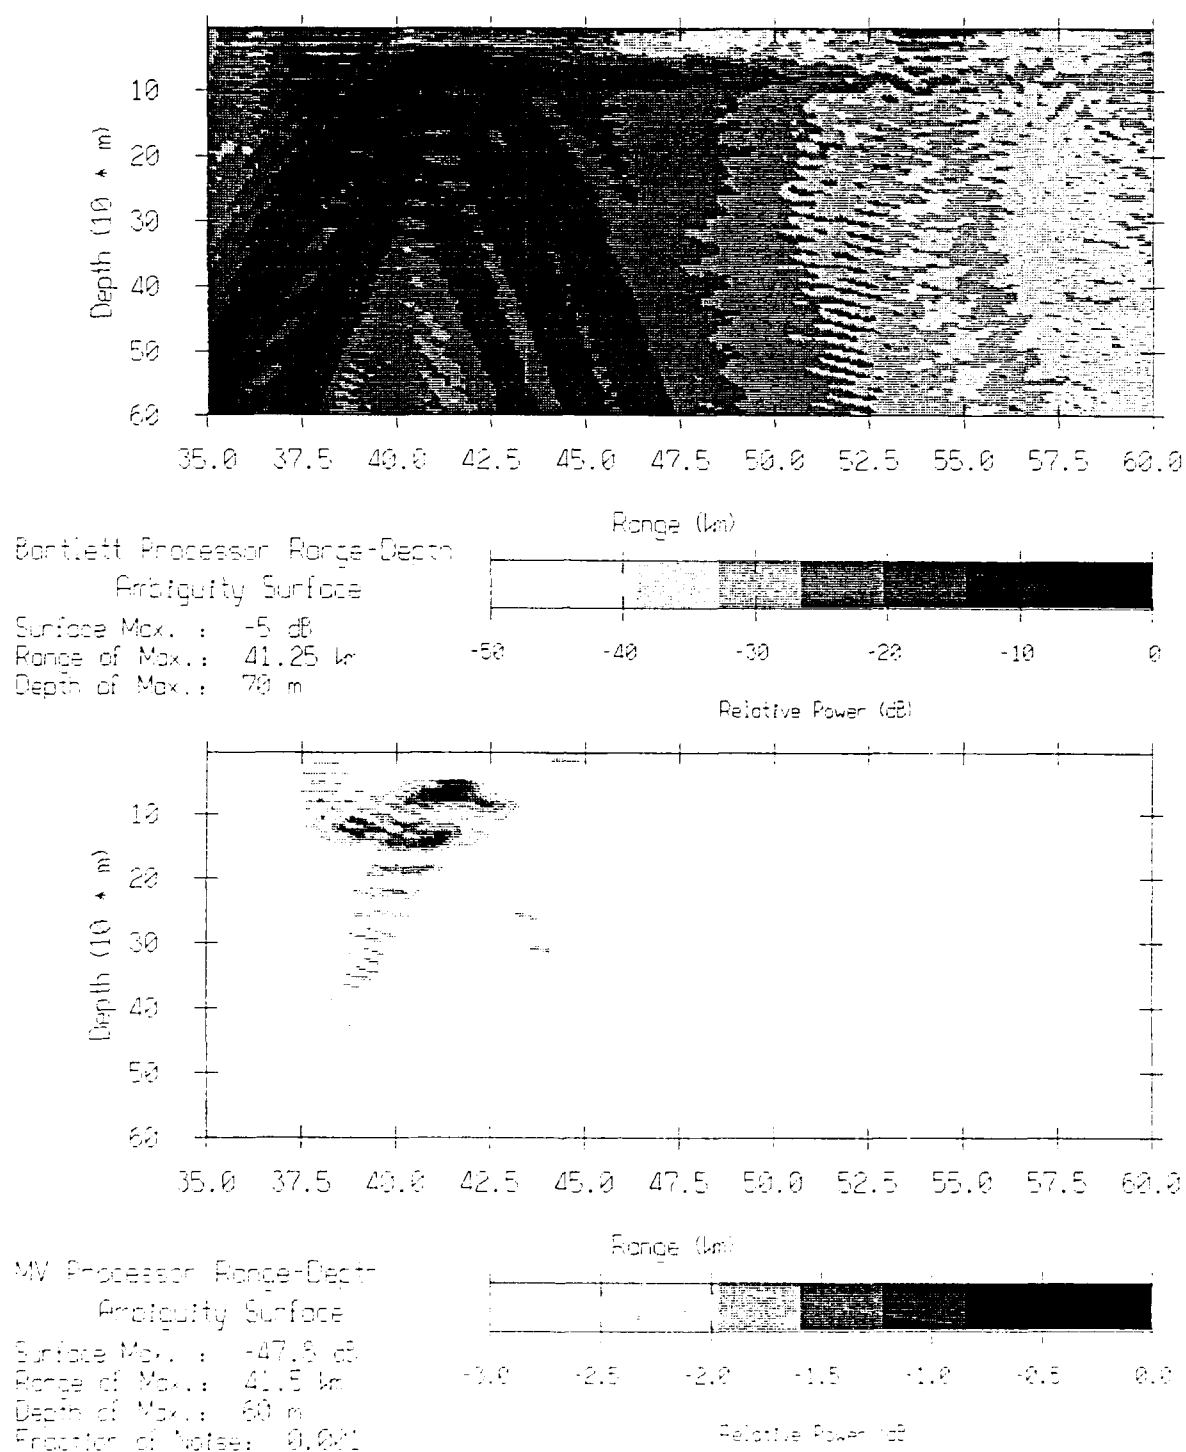 10
20
30
40
50
60
Depth (10 * m)
35.0 37.5 40.0 42.5 45.0 47.5 50.0 52.5 55.0 57.5 60.0
Range (km)
Bartlett Processor Range-Depth
Ambiguity Surface
Surface Max. : -5 dB
Range of Max.: 41.25 km
Depth of Max.: 70 m
-50 -40 -30 -20 -10 0
Relative Power (dB)
10
20
30
40
50
60
Depth (10 * m)
35.0 37.5 40.0 42.5 45.0 47.5 50.0 52.5 55.0 57.5 60.0
Range (km)
MV Processor Range-Depth
Ambiguity Surface
Surface Max. : dB
Range of Max.: 41.5 km
Depth of Max.: 60 m
Fraction of Noise: 0.001
-3.0 -2.5 -2.0 -1.5 -1.0 -0.5 0.0
Relative Power (dB)